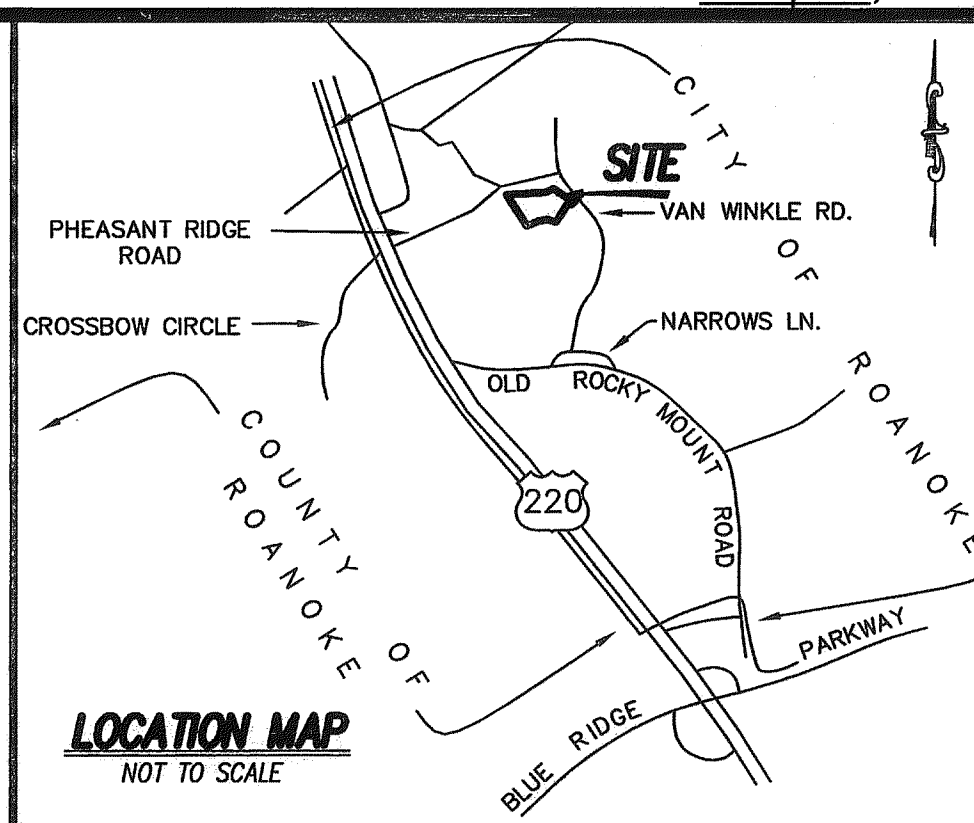 CITY OF ROANOKE
SITE
VAN WINKLE RD.
PHEASANT RIDGE
ROAD
CROSSBOW CIRCLE
NARROWS LN.
OLD ROCKY MOUNT ROAD
COUNTY OF
ROANOKE
220
BLUE RIDGE PARKWAY
LOCATION MAP
NOT TO SCALE